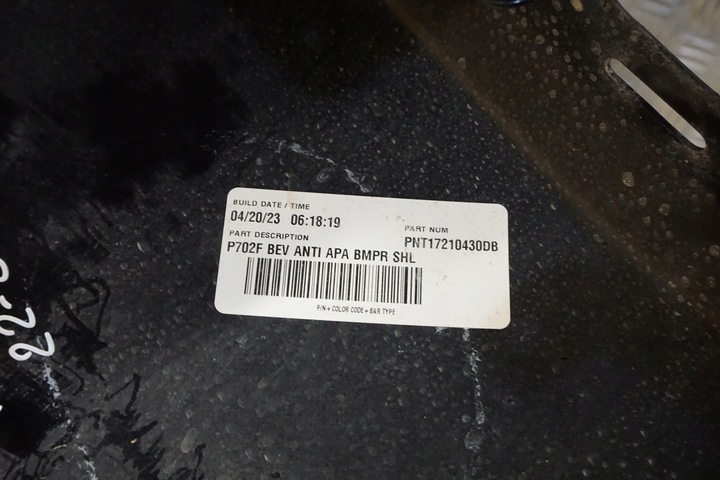 BUILD DATE / TIME
04/20/23 06:18:19
PART NUM
PART DESCRIPTION
PNT17210430DB
P702F BEV ANTI APA BMPR SHL
P/N + COLOR CODE + BAR TYPE
22-